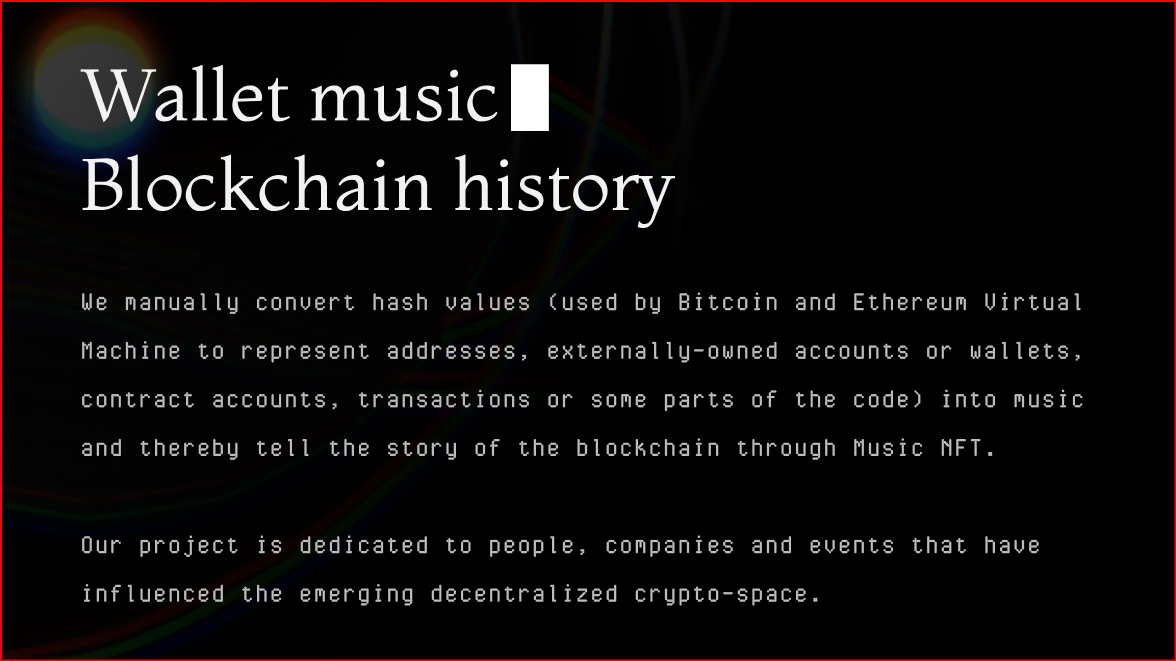 Wallet music
Blockchain history
We manually convert hash values (used by Bitcoin and Ethereum Virtual
Machine to represent addresses, externally-owned accounts or wallets,
contract accounts, transactions or some parts of the code) into music
and thereby tell the story of the blockchain through Music NFT.
Our project is dedicated to people, companies and events that have
influenced the emerging decentralized crypto-space.